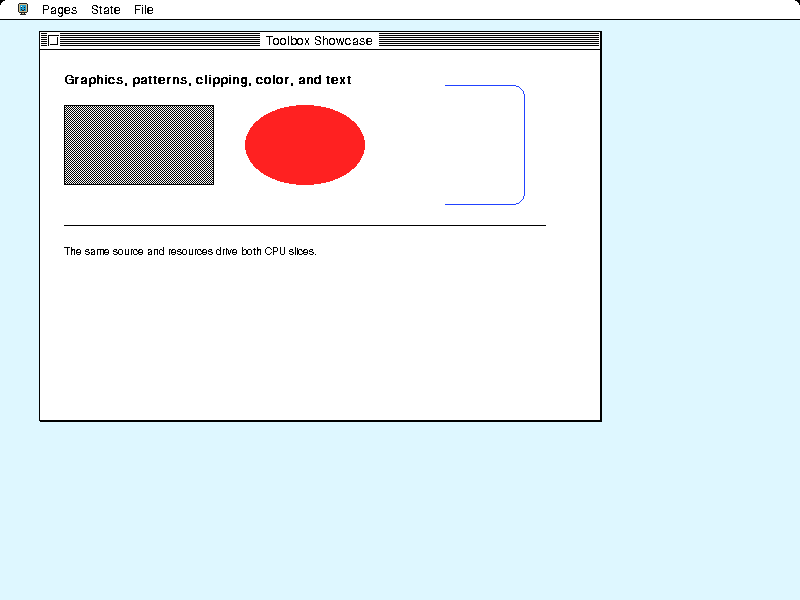 Pages State File
Toolbox Showcase
Graphics, patterns, clipping, color, and text
The same source and resources drive both CPU slices.